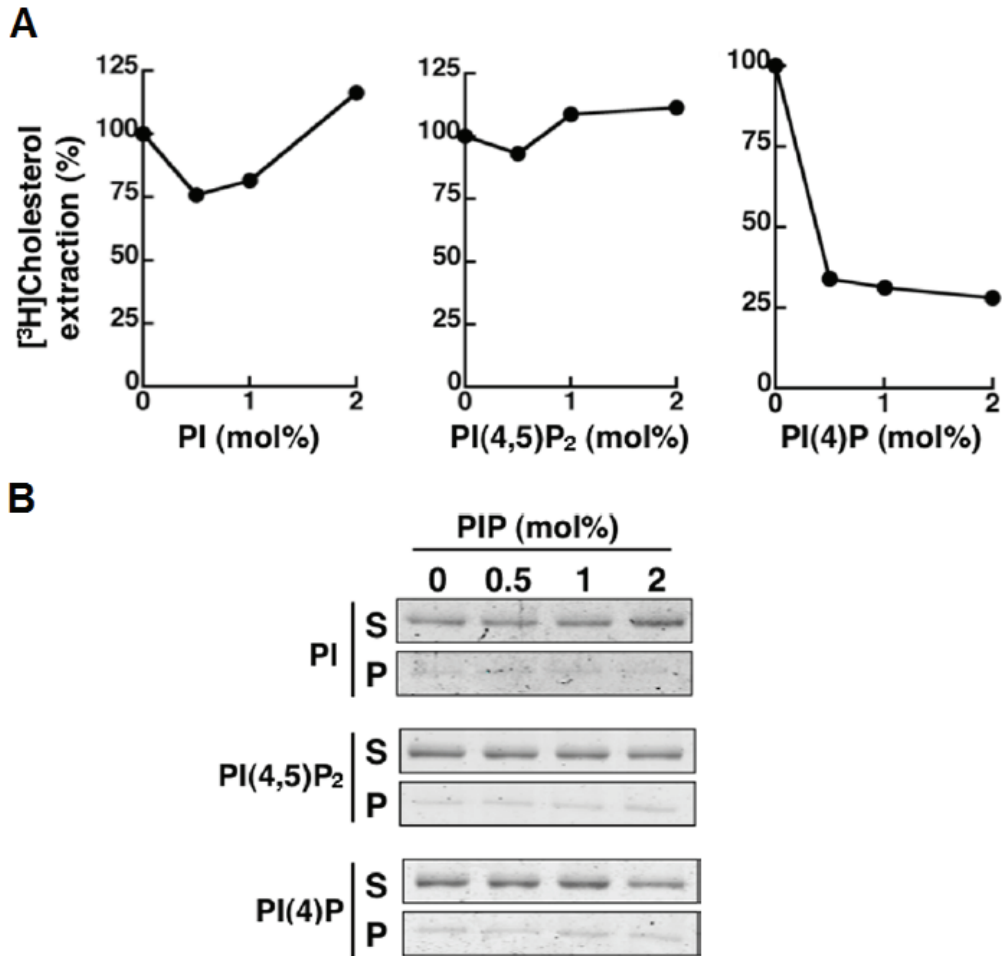 A
[³H]Cholesterol
extraction (%)
125
100
75
50
25
0
0 1 2
PI (mol%)
125
100
75
50
25
0
0 1 2
PI(4,5)P₂ (mol%)
100
75
50
25
0
0 1 2
PI(4)P (mol%)
B
PIP (mol%)
0 0.5 1 2
PI
S
P
PI(4,5)P₂
S
P
PI(4)P
S
P